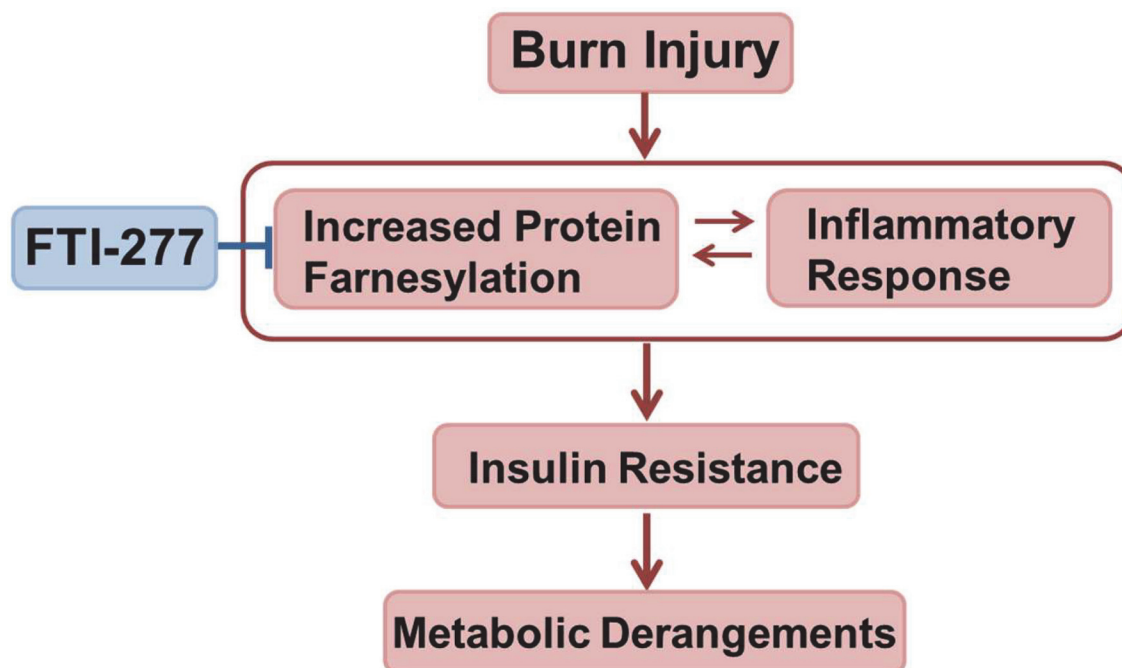 Burn Injury
FTI-277
Increased Protein
Farnesylation
Inflammatory
Response
Insulin Resistance
Metabolic Derangements